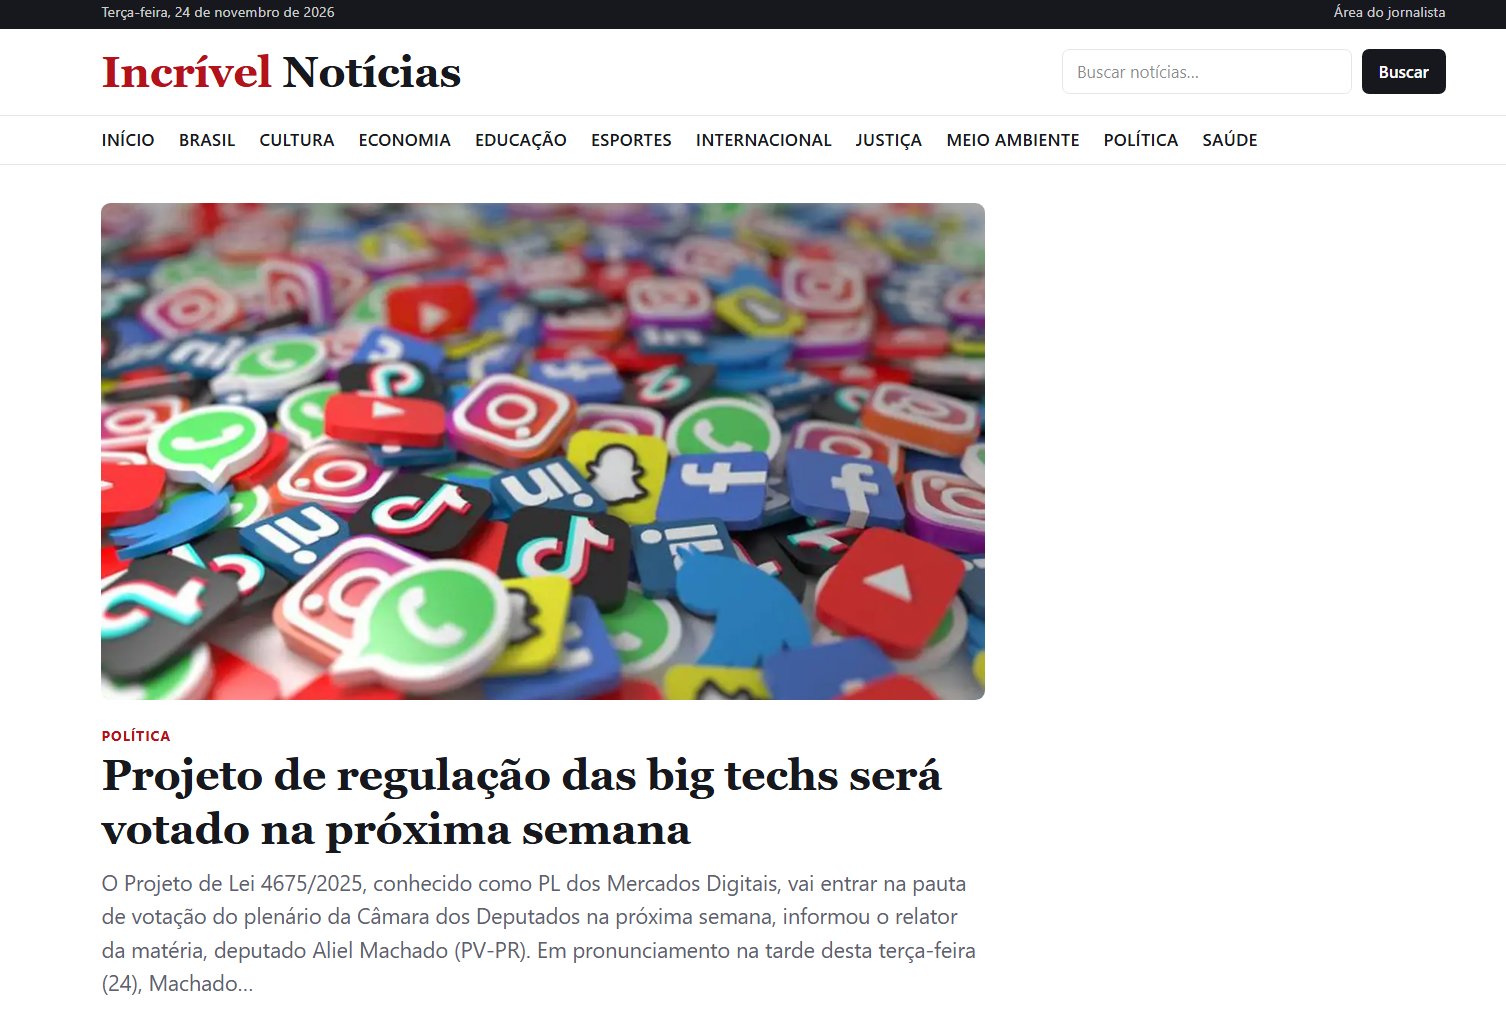 Terça-feira, 24 de novembro de 2026
Área do jornalista
Incrível Notícias
Buscar notícias...
Buscar
INÍCIO BRASIL CULTURA ECONOMIA EDUCAÇÃO ESPORTES INTERNACIONAL JUSTIÇA MEIO AMBIENTE POLÍTICA SAÚDE
POLÍTICA
Projeto de regulação das big techs será
votado na próxima semana
O Projeto de Lei 4675/2025, conhecido como PL dos Mercados Digitais, vai entrar na pauta
de votação do plenário da Câmara dos Deputados na próxima semana, informou o relator
da matéria, deputado Aliel Machado (PV-PR). Em pronunciamento na tarde desta terça-feira
(24), Machado...